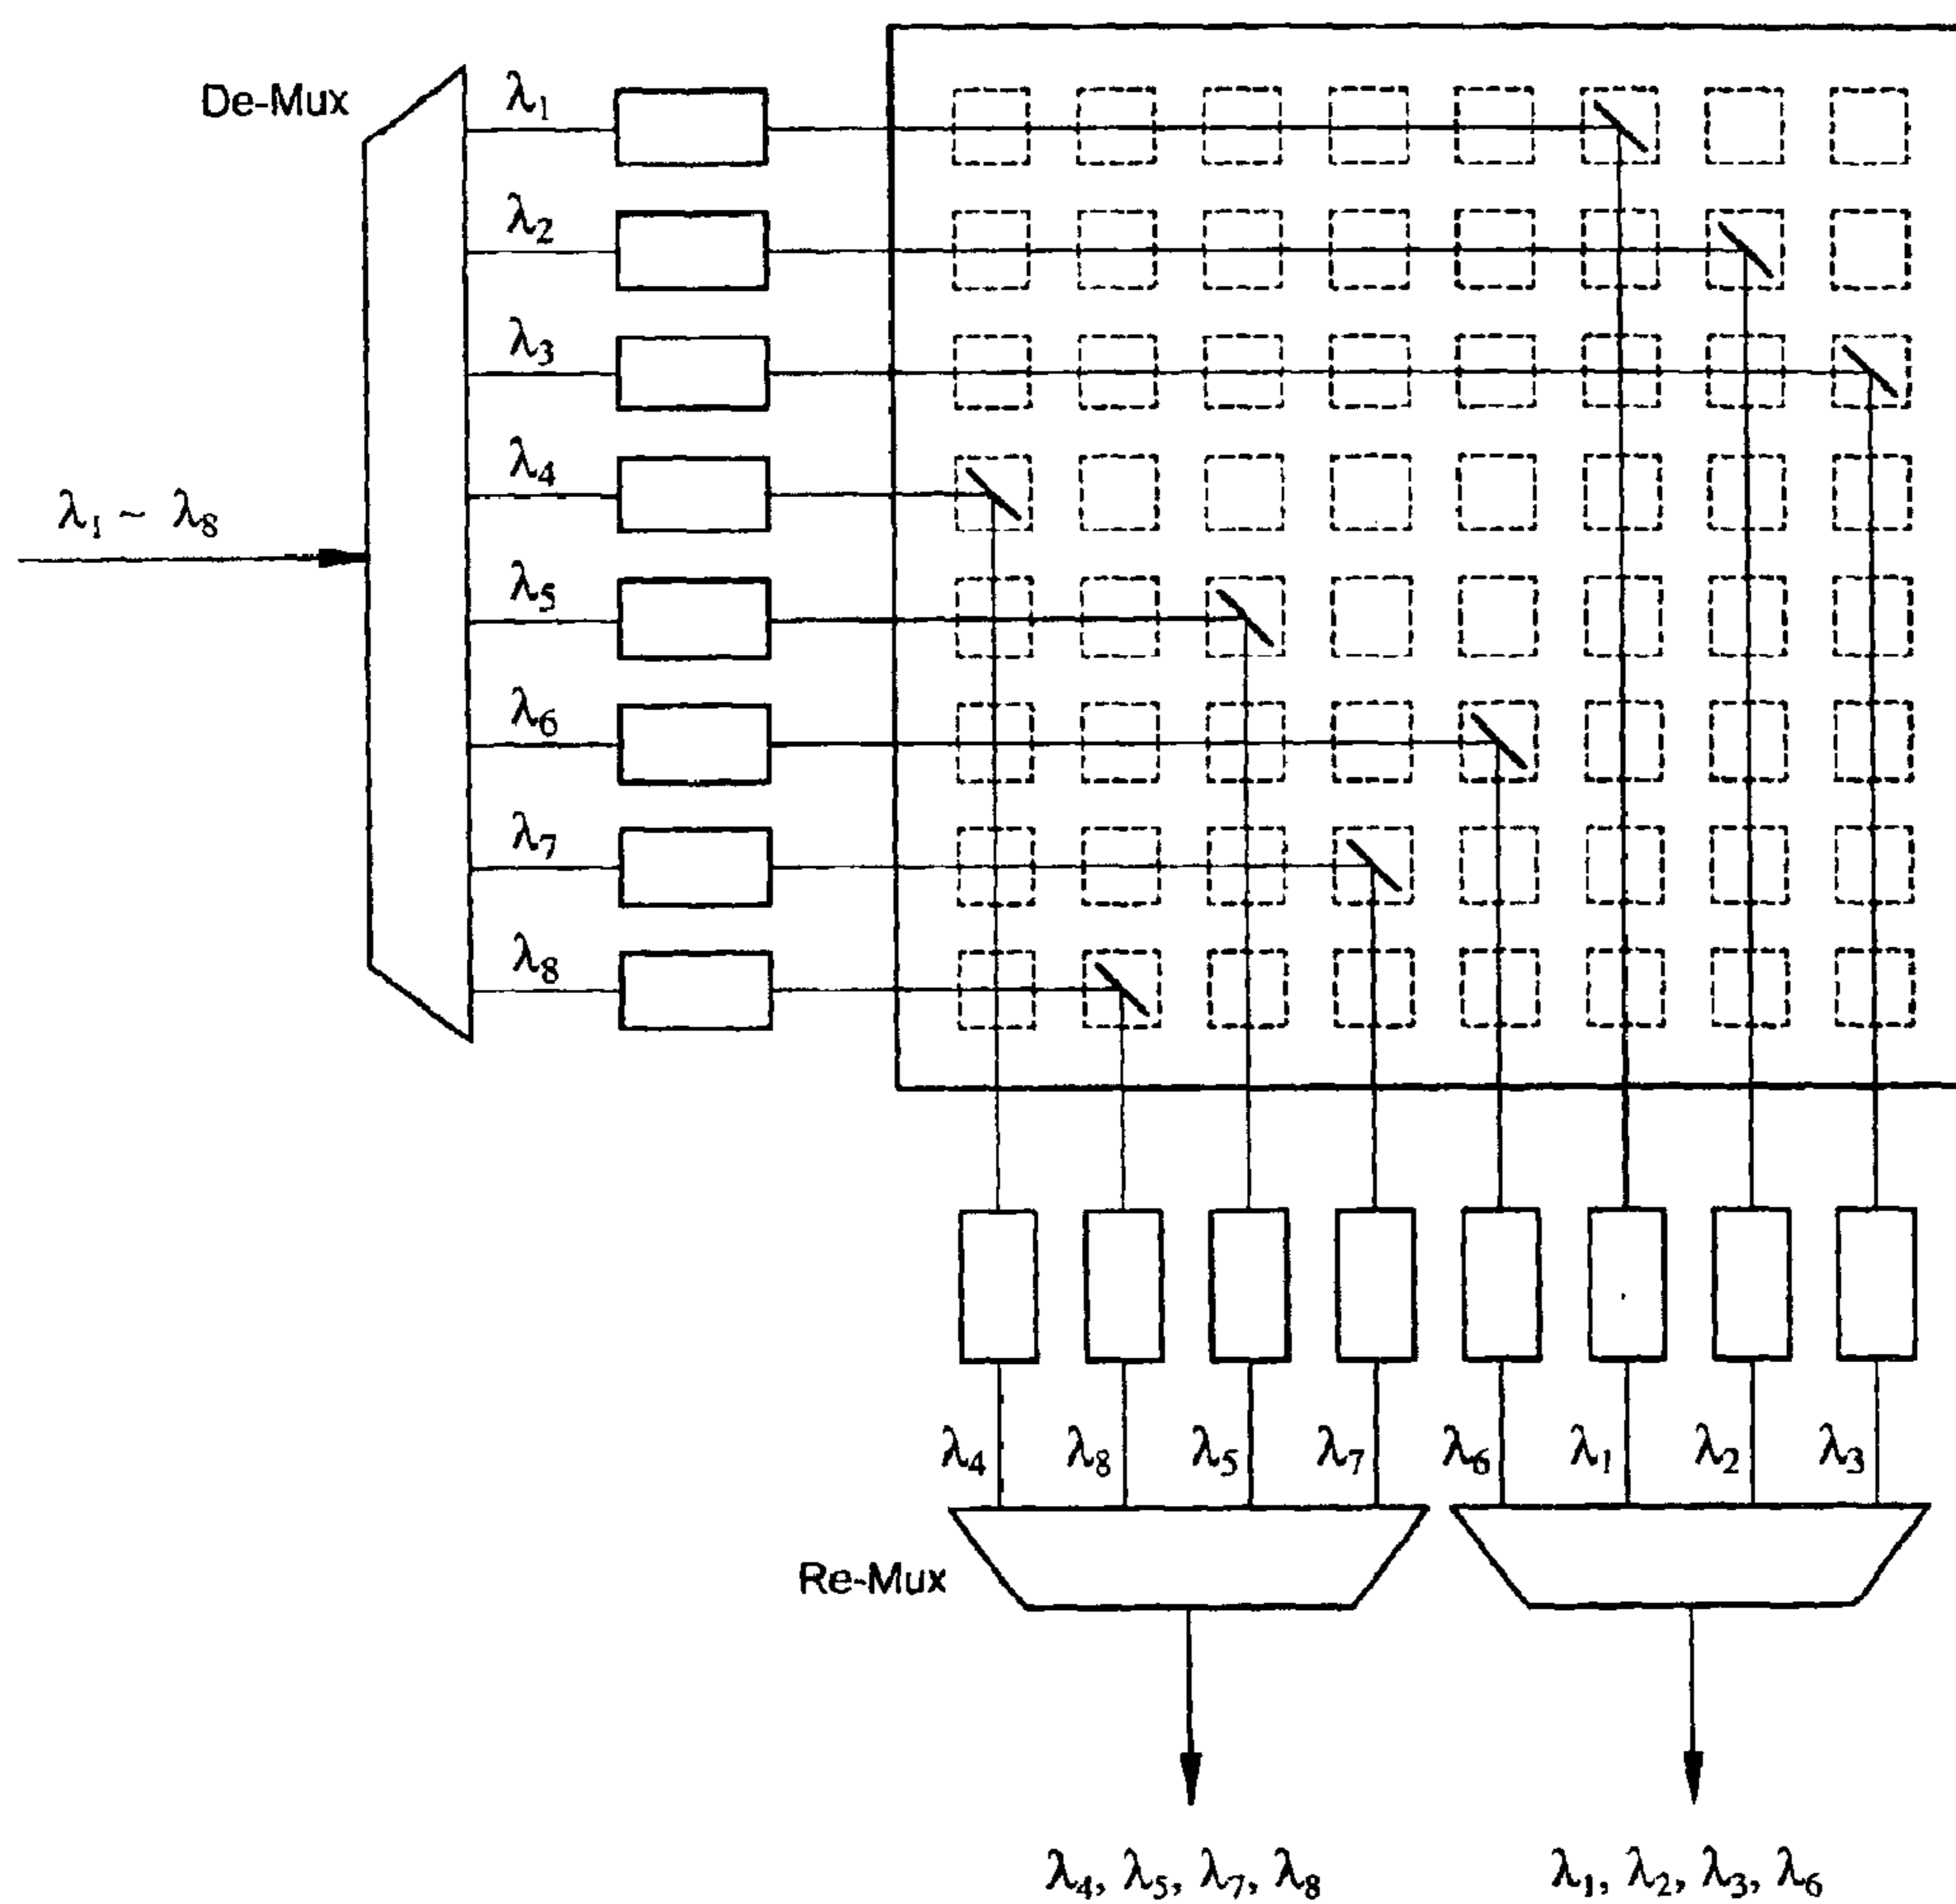 De-Mux
λ₁
λ₂
λ₃
λ₄
λ₁ ~ λ₈
λ₅
λ₆
λ₇
λ₈
λ₄ λ₈ λ₅ λ₇ λ₆ λ₁ λ₂ λ₃
Re-Mux
λ₄, λ₅, λ₇, λ₈
λ₁, λ₂, λ₃, λ₆